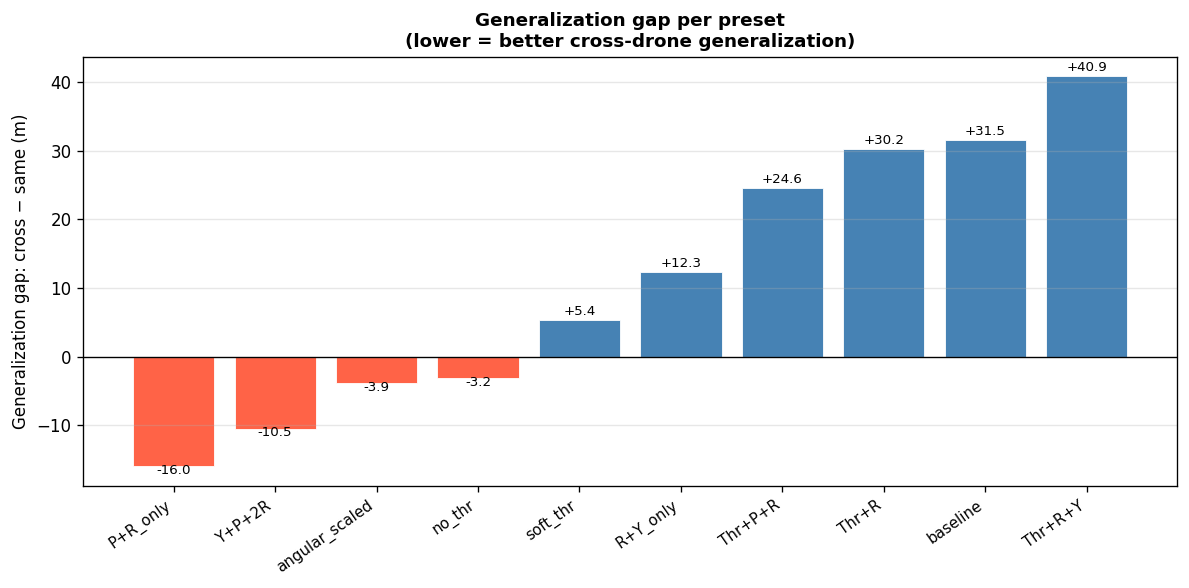 Generalization gap per preset
(lower = better cross-drone generalization)
Generalization gap: cross − same (m)
40
30
20
10
0
−10
-16.0
-10.5
-3.9
-3.2
+5.4
+12.3
+24.6
+30.2
+31.5
+40.9
P+R_only
Y+P+2R
angular_scaled
no_thr
soft_thr
R+Y_only
Thr+P+R
Thr+R
baseline
Thr+R+Y